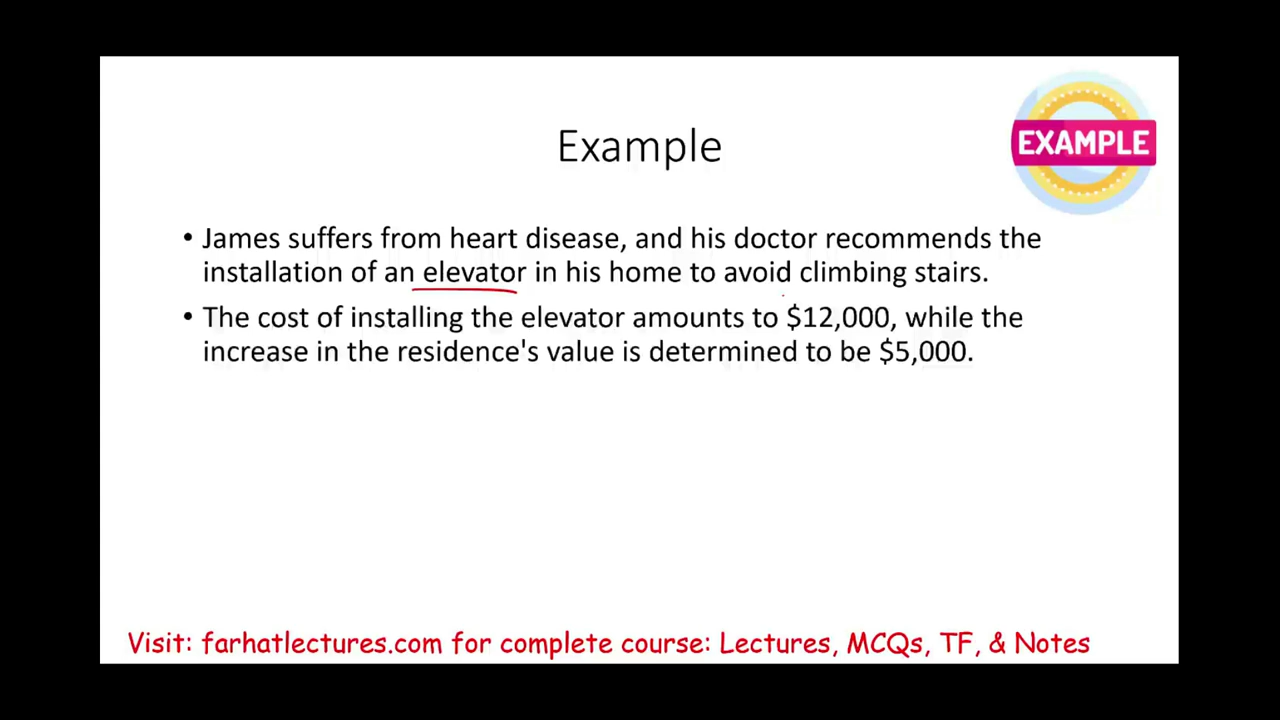 Example
EXAMPLE
• James suffers from heart disease, and his doctor recommends the
installation of an elevator in his home to avoid climbing stairs.
• The cost of installing the elevator amounts to $12,000, while the
increase in the residence's value is determined to be $5,000.
Visit: farhatlectures.com for complete course: Lectures, MCQs, TF, & Notes